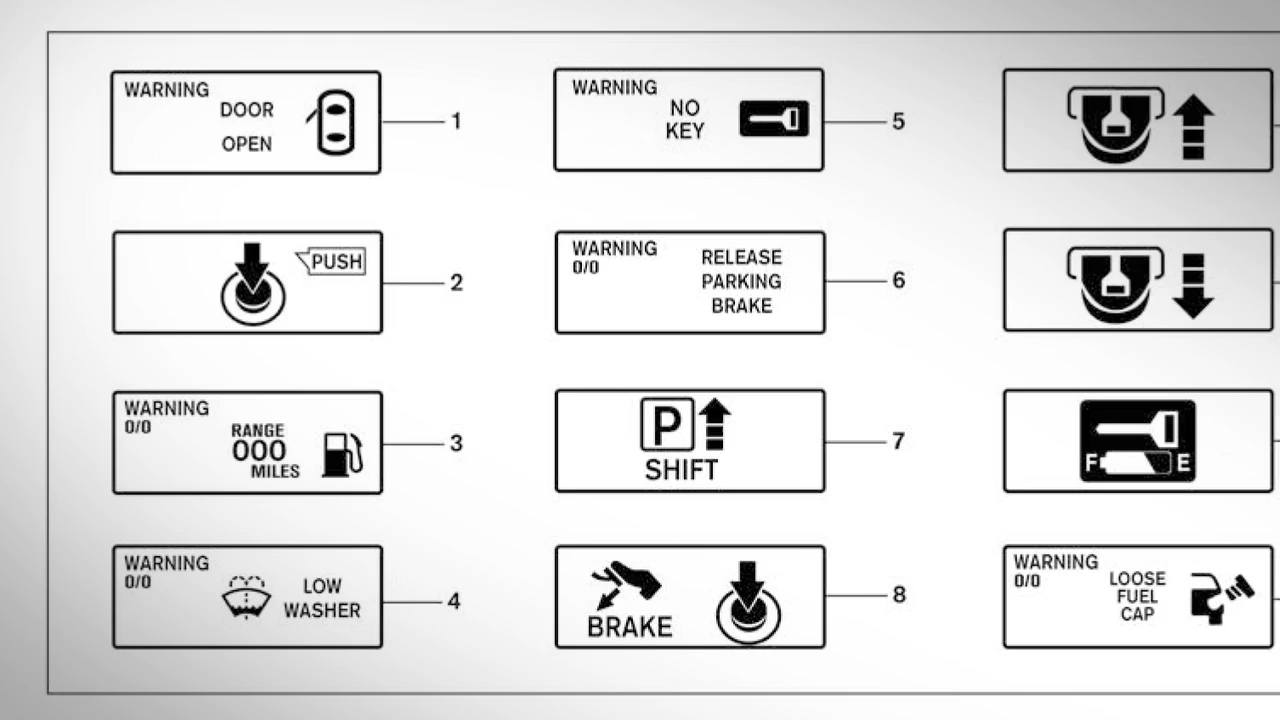 WARNING
DOOR
OPEN
1
PUSH
2
WARNING
0/0
RANGE
000
MILES
3
WARNING
0/0
LOW
WASHER
4
WARNING
NO
KEY
5
WARNING
0/0
RELEASE
PARKING
BRAKE
6
P
SHIFT
7
BRAKE
8
F E
WARNING
0/0
LOOSE
FUEL
CAP